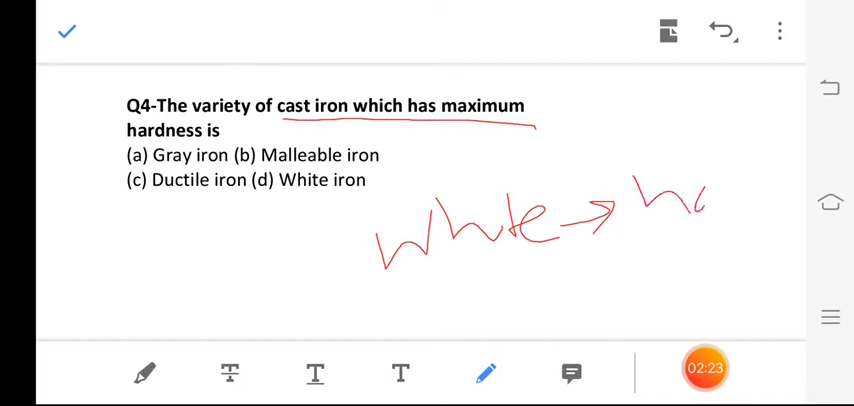 Q4-The variety of cast iron which has maximum
hardness is
(a) Gray iron (b) Malleable iron
(c) Ductile iron (d) White iron
White →
T T T
02:23